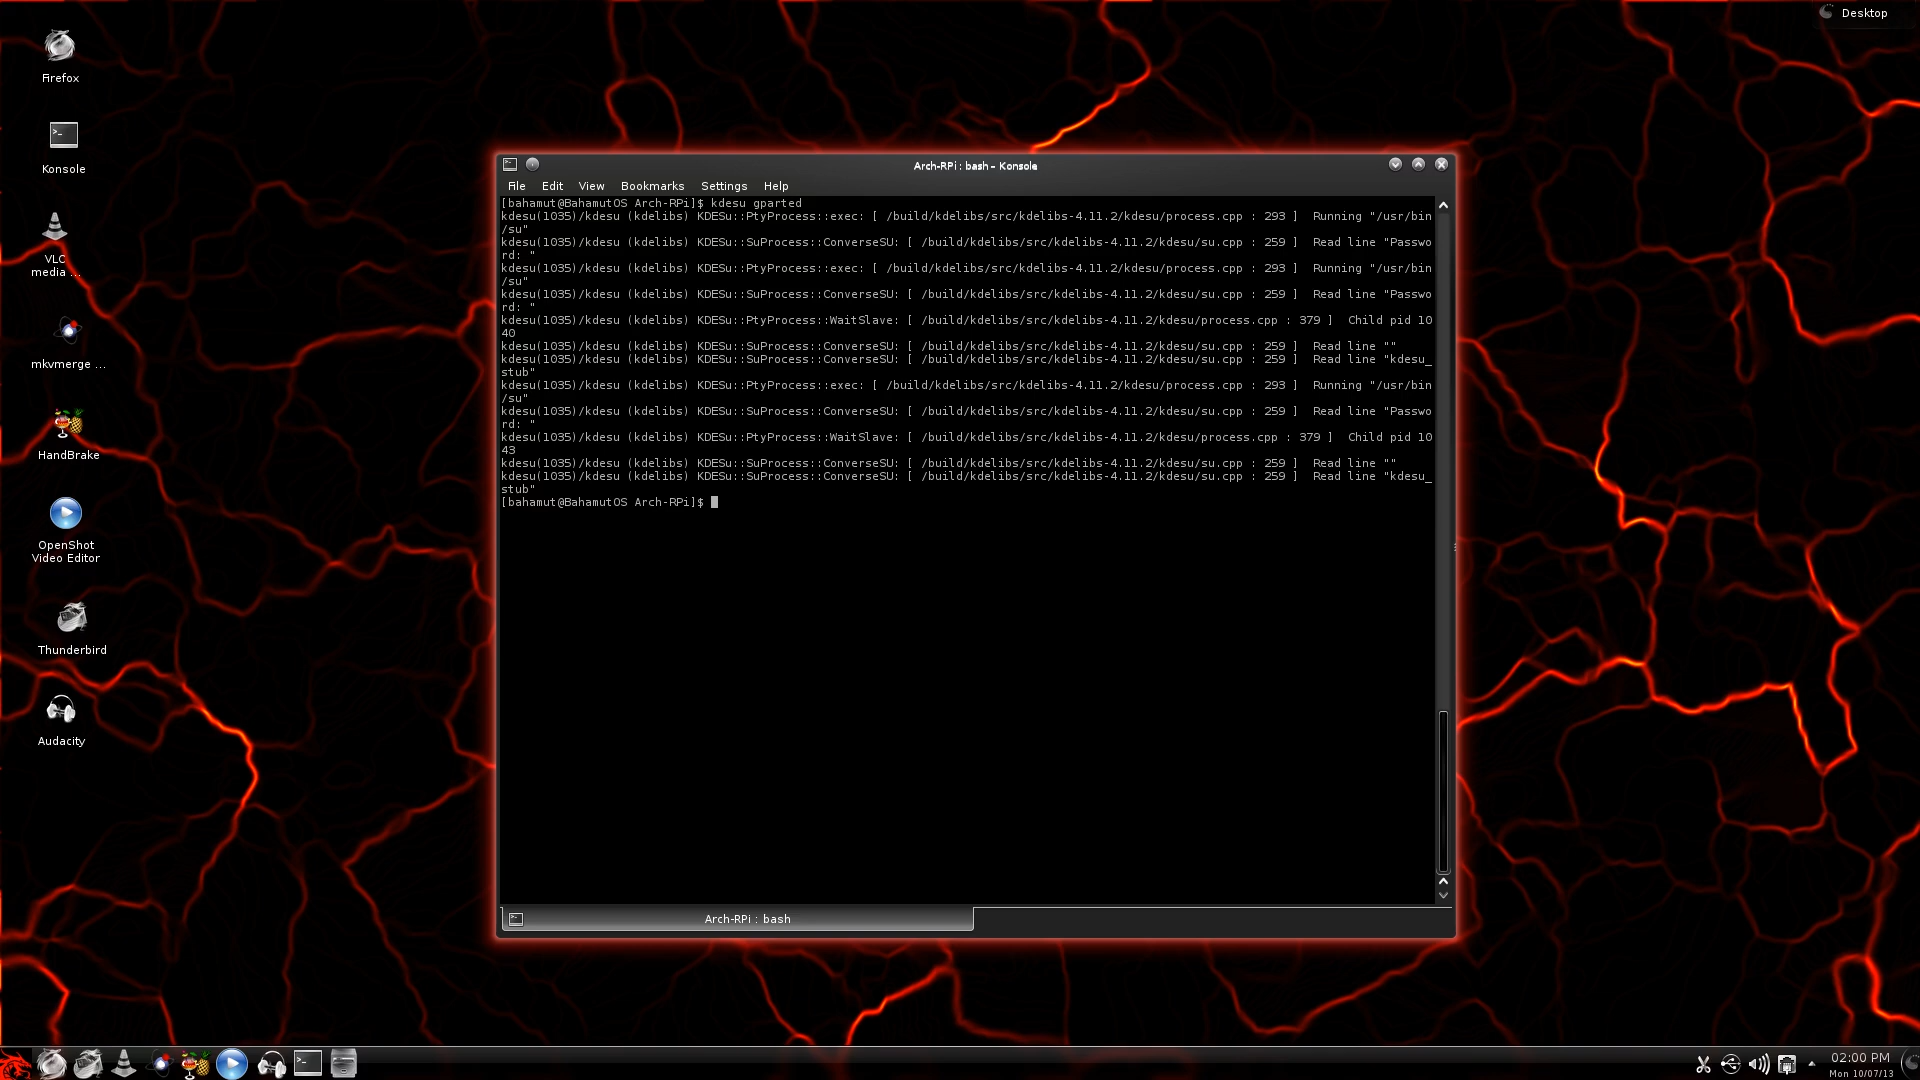 Desktop
Firefox
Konsole
VLC
media ...
mkvmerge ...
HandBrake
OpenShot
Video Editor
Thunderbird
Audacity
Arch-RPi : bash – Konsole
File Edit View Bookmarks Settings Help
[bahamut@BahamutOS Arch-RPi]$ kdesu gparted
kdesu(1035)/kdesu (kdelibs) KDESu::PtyProcess::exec: [ /build/kdelibs/src/kdelibs-4.11.2/kdesu/process.cpp : 293 ]  Running "/usr/bin
/su"
kdesu(1035)/kdesu (kdelibs) KDESu::SuProcess::ConverseSU: [ /build/kdelibs/src/kdelibs-4.11.2/kdesu/su.cpp : 259 ]  Read line "Passwo
rd: "
kdesu(1035)/kdesu (kdelibs) KDESu::PtyProcess::exec: [ /build/kdelibs/src/kdelibs-4.11.2/kdesu/process.cpp : 293 ]  Running "/usr/bin
/su"
kdesu(1035)/kdesu (kdelibs) KDESu::SuProcess::ConverseSU: [ /build/kdelibs/src/kdelibs-4.11.2/kdesu/su.cpp : 259 ]  Read line "Passwo
rd: "
kdesu(1035)/kdesu (kdelibs) KDESu::PtyProcess::WaitSlave: [ /build/kdelibs/src/kdelibs-4.11.2/kdesu/process.cpp : 379 ]  Child pid 10
40
kdesu(1035)/kdesu (kdelibs) KDESu::SuProcess::ConverseSU: [ /build/kdelibs/src/kdelibs-4.11.2/kdesu/su.cpp : 259 ]  Read line ""
kdesu(1035)/kdesu (kdelibs) KDESu::SuProcess::ConverseSU: [ /build/kdelibs/src/kdelibs-4.11.2/kdesu/su.cpp : 259 ]  Read line "kdesu_
stub"
kdesu(1035)/kdesu (kdelibs) KDESu::PtyProcess::exec: [ /build/kdelibs/src/kdelibs-4.11.2/kdesu/process.cpp : 293 ]  Running "/usr/bin
/su"
kdesu(1035)/kdesu (kdelibs) KDESu::SuProcess::ConverseSU: [ /build/kdelibs/src/kdelibs-4.11.2/kdesu/su.cpp : 259 ]  Read line "Passwo
rd: "
kdesu(1035)/kdesu (kdelibs) KDESu::PtyProcess::WaitSlave: [ /build/kdelibs/src/kdelibs-4.11.2/kdesu/process.cpp : 379 ]  Child pid 10
43
kdesu(1035)/kdesu (kdelibs) KDESu::SuProcess::ConverseSU: [ /build/kdelibs/src/kdelibs-4.11.2/kdesu/su.cpp : 259 ]  Read line ""
kdesu(1035)/kdesu (kdelibs) KDESu::SuProcess::ConverseSU: [ /build/kdelibs/src/kdelibs-4.11.2/kdesu/su.cpp : 259 ]  Read line "kdesu_
stub"
[bahamut@BahamutOS Arch-RPi]$
Arch-RPi : bash
02:00 PM
Mon 10/07/13